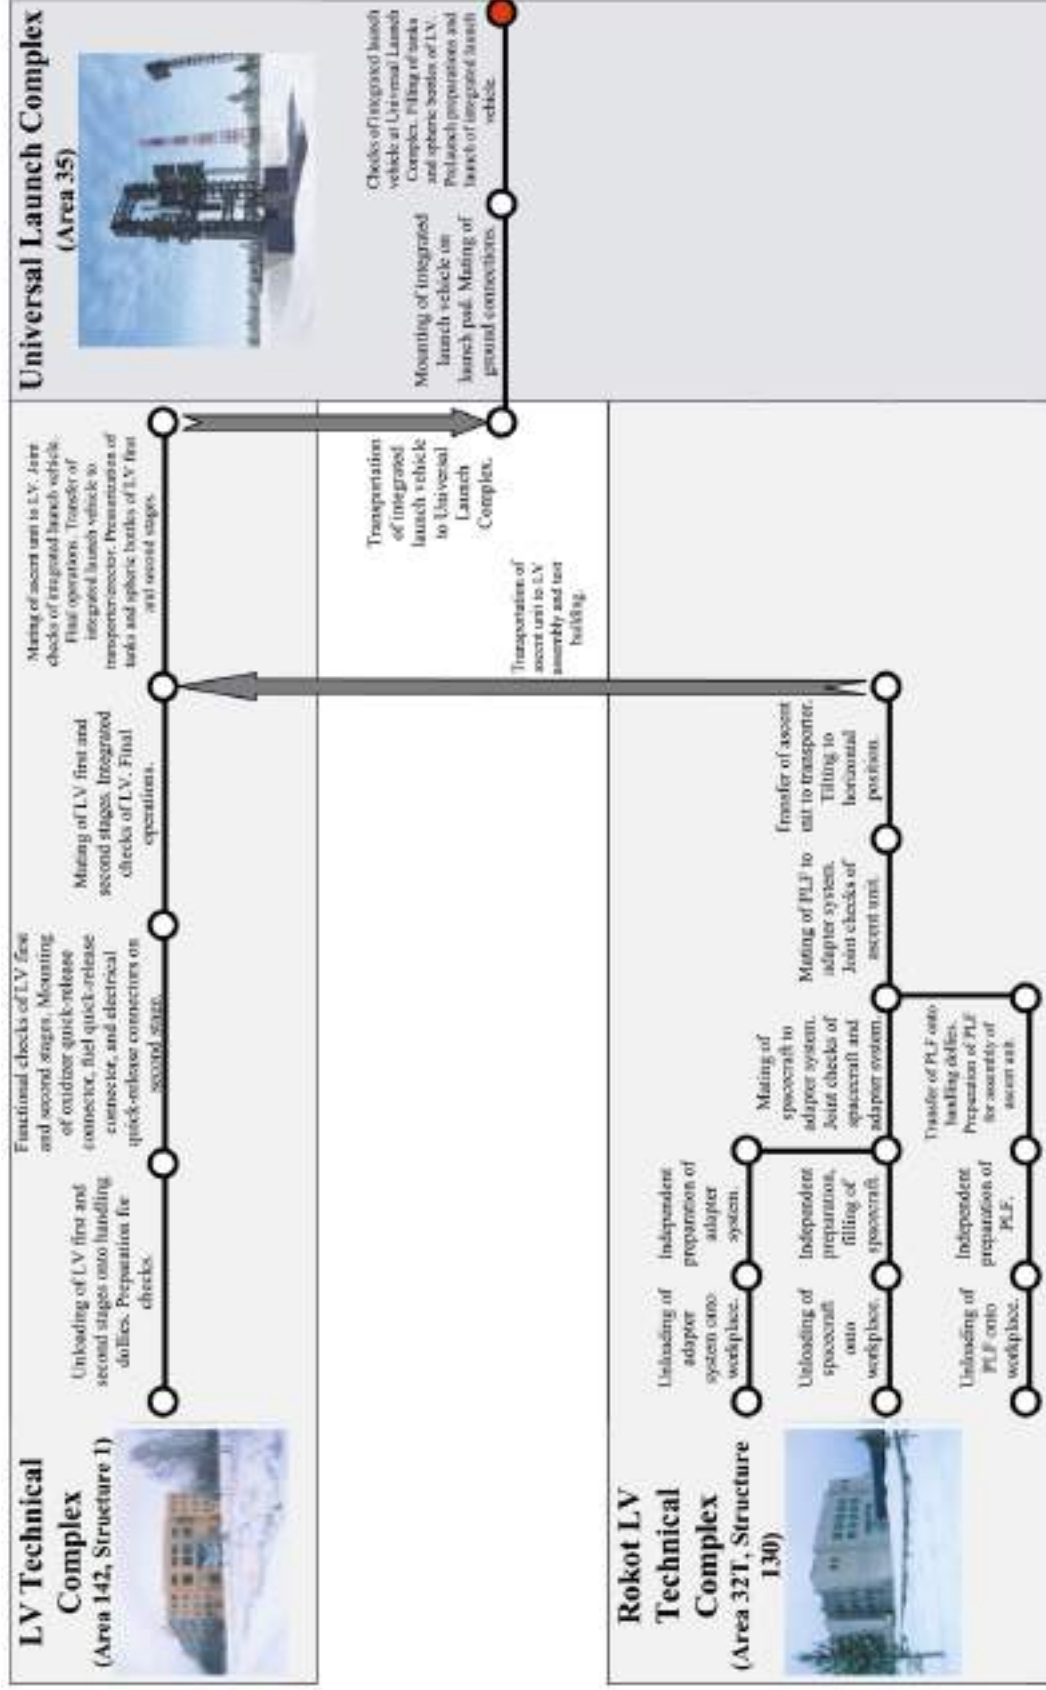 LV Technical
Complex
(Area 142, Structure 1)
Unloading of LV first and
second stages onto handling
dollies. Preparation for
checks.
Functional checks of LV first
and second stages. Mounting
of oxidizer quick-release
connector, fuel quick-release
connector, and electrical
quick-release connectors on
second stage.
Mating of LV first and
second stages. Integrated
checks of LV. Final
operations.
Mating of ascent unit to LV. Joint
checks of integrated launch vehicle.
Final operations. Transfer of
integrated launch vehicle to
transporter/erector. Pressurization of
tanks and spheric bottles of LV first
and second stages.
Universal Launch Complex
(Area 35)
Transportation
of integrated
launch vehicle
to Universal
Launch
Complex.
Mounting of integrated
launch vehicle on
launch pad. Mating of
ground connections.
Checks of integrated launch
vehicle at Universal Launch
Complex. Filling of tanks
and spheric bottles of LV.
Prelaunch preparations and
launch of integrated launch
vehicle.
Transportation of
ascent unit to LV
assembly and test
building.
Rokot LV
Technical
Complex
(Area 32T, Structure
130)
Unloading of
adapter
system onto
workplace.
Independent
preparation of
adapter
system.
Unloading of
spacecraft
onto
workplace.
Independent
preparation,
filling of
spacecraft.
Mating of
spacecraft to
adapter system.
Joint checks of
spacecraft and
adapter system.
Mating of PLF to
adapter system.
Joint checks of
ascent unit.
Transfer of ascent
unit to transporter.
Tilting to
horizontal
position.
Unloading of
PLF onto
workplace.
Independent
preparation of
PLF.
Transfer of PLF onto
handling dollies.
Preparation of PLF
for assembly of
ascent unit.